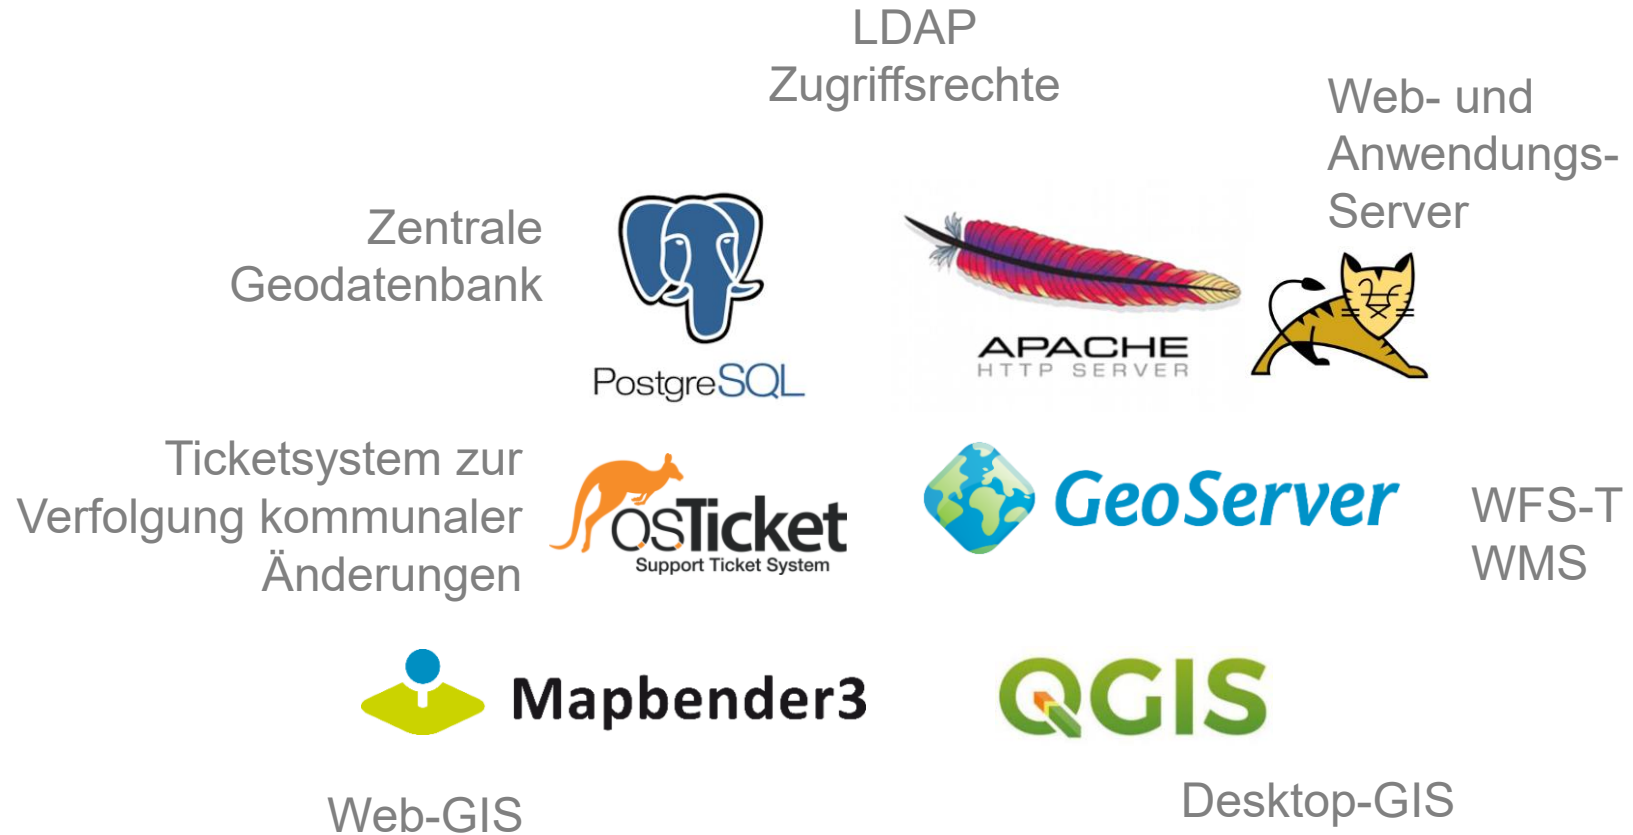 LDAP
Zugriffsrechte
Web- und
Anwendungs-
Server
Zentrale
Geodatenbank
PostgreSQL
APACHE
HTTP SERVER
Ticketsystem zur
Verfolgung kommunaler
Änderungen
osTicket
Support Ticket System
GeoServer
WFS-T
WMS
Mapbender3
QGIS
Web-GIS
Desktop-GIS